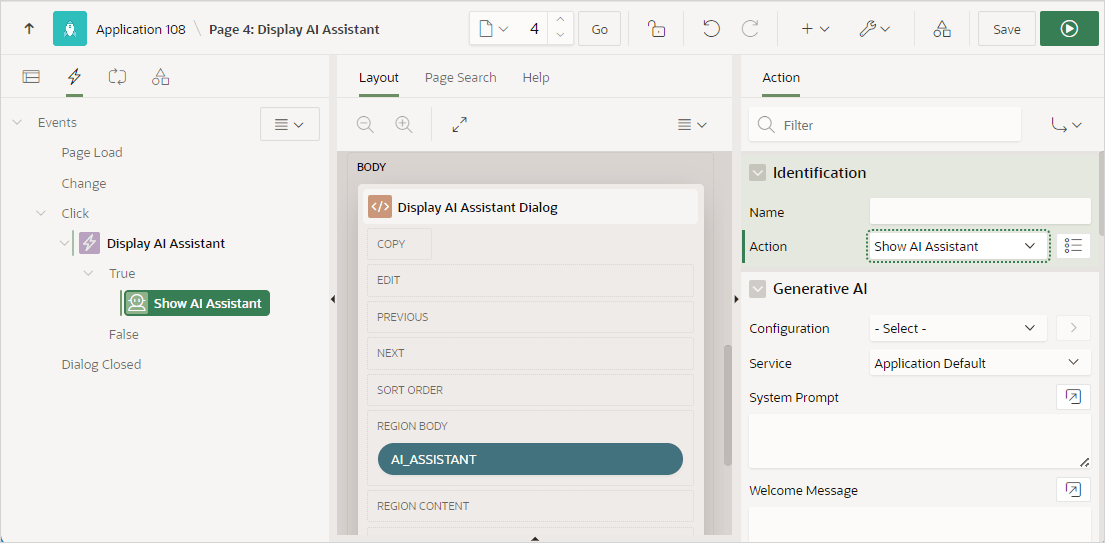 Application 108 \ Page 4: Display AI Assistant
4
Go
Save
Events
Page Load
Change
Click
Display AI Assistant
True
Show AI Assistant
False
Dialog Closed
Layout
Page Search
Help
BODY
</> Display AI Assistant Dialog
COPY
EDIT
PREVIOUS
NEXT
SORT ORDER
REGION BODY
AI_ASSISTANT
REGION CONTENT
Action
Filter
Identification
Name
Action Show AI Assistant
Generative AI
Configuration - Select -
Service Application Default
System Prompt
Welcome Message